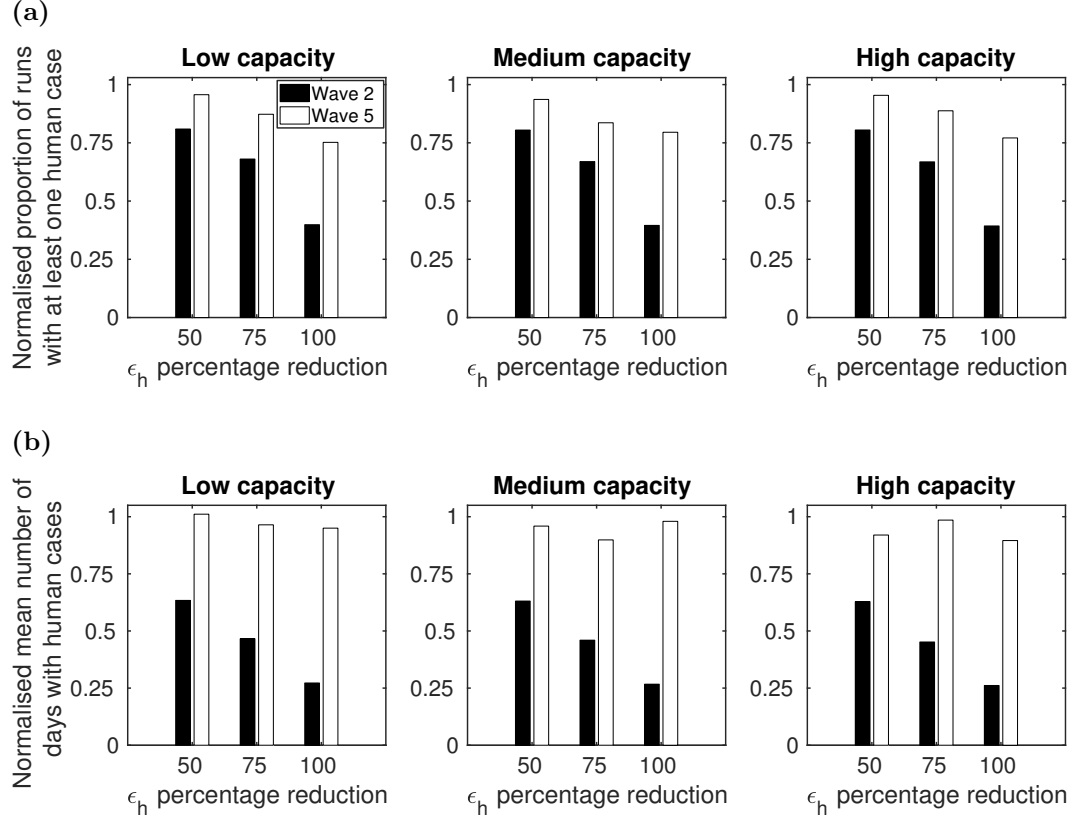 (a)
Normalised proportion of runs
with at least one human case
Low capacity
1
0.75
0.5
0.25
0
50 75 100
ϵh percentage reduction
Wave 2
Wave 5
Medium capacity
1
0.75
0.5
0.25
0
50 75 100
ϵh percentage reduction
High capacity
1
0.75
0.5
0.25
0
50 75 100
ϵh percentage reduction
(b)
Normalised mean number of
days with human cases
Low capacity
1
0.75
0.5
0.25
0
50 75 100
ϵh percentage reduction
Medium capacity
1
0.75
0.5
0.25
0
50 75 100
ϵh percentage reduction
High capacity
1
0.75
0.5
0.25
0
50 75 100
ϵh percentage reduction